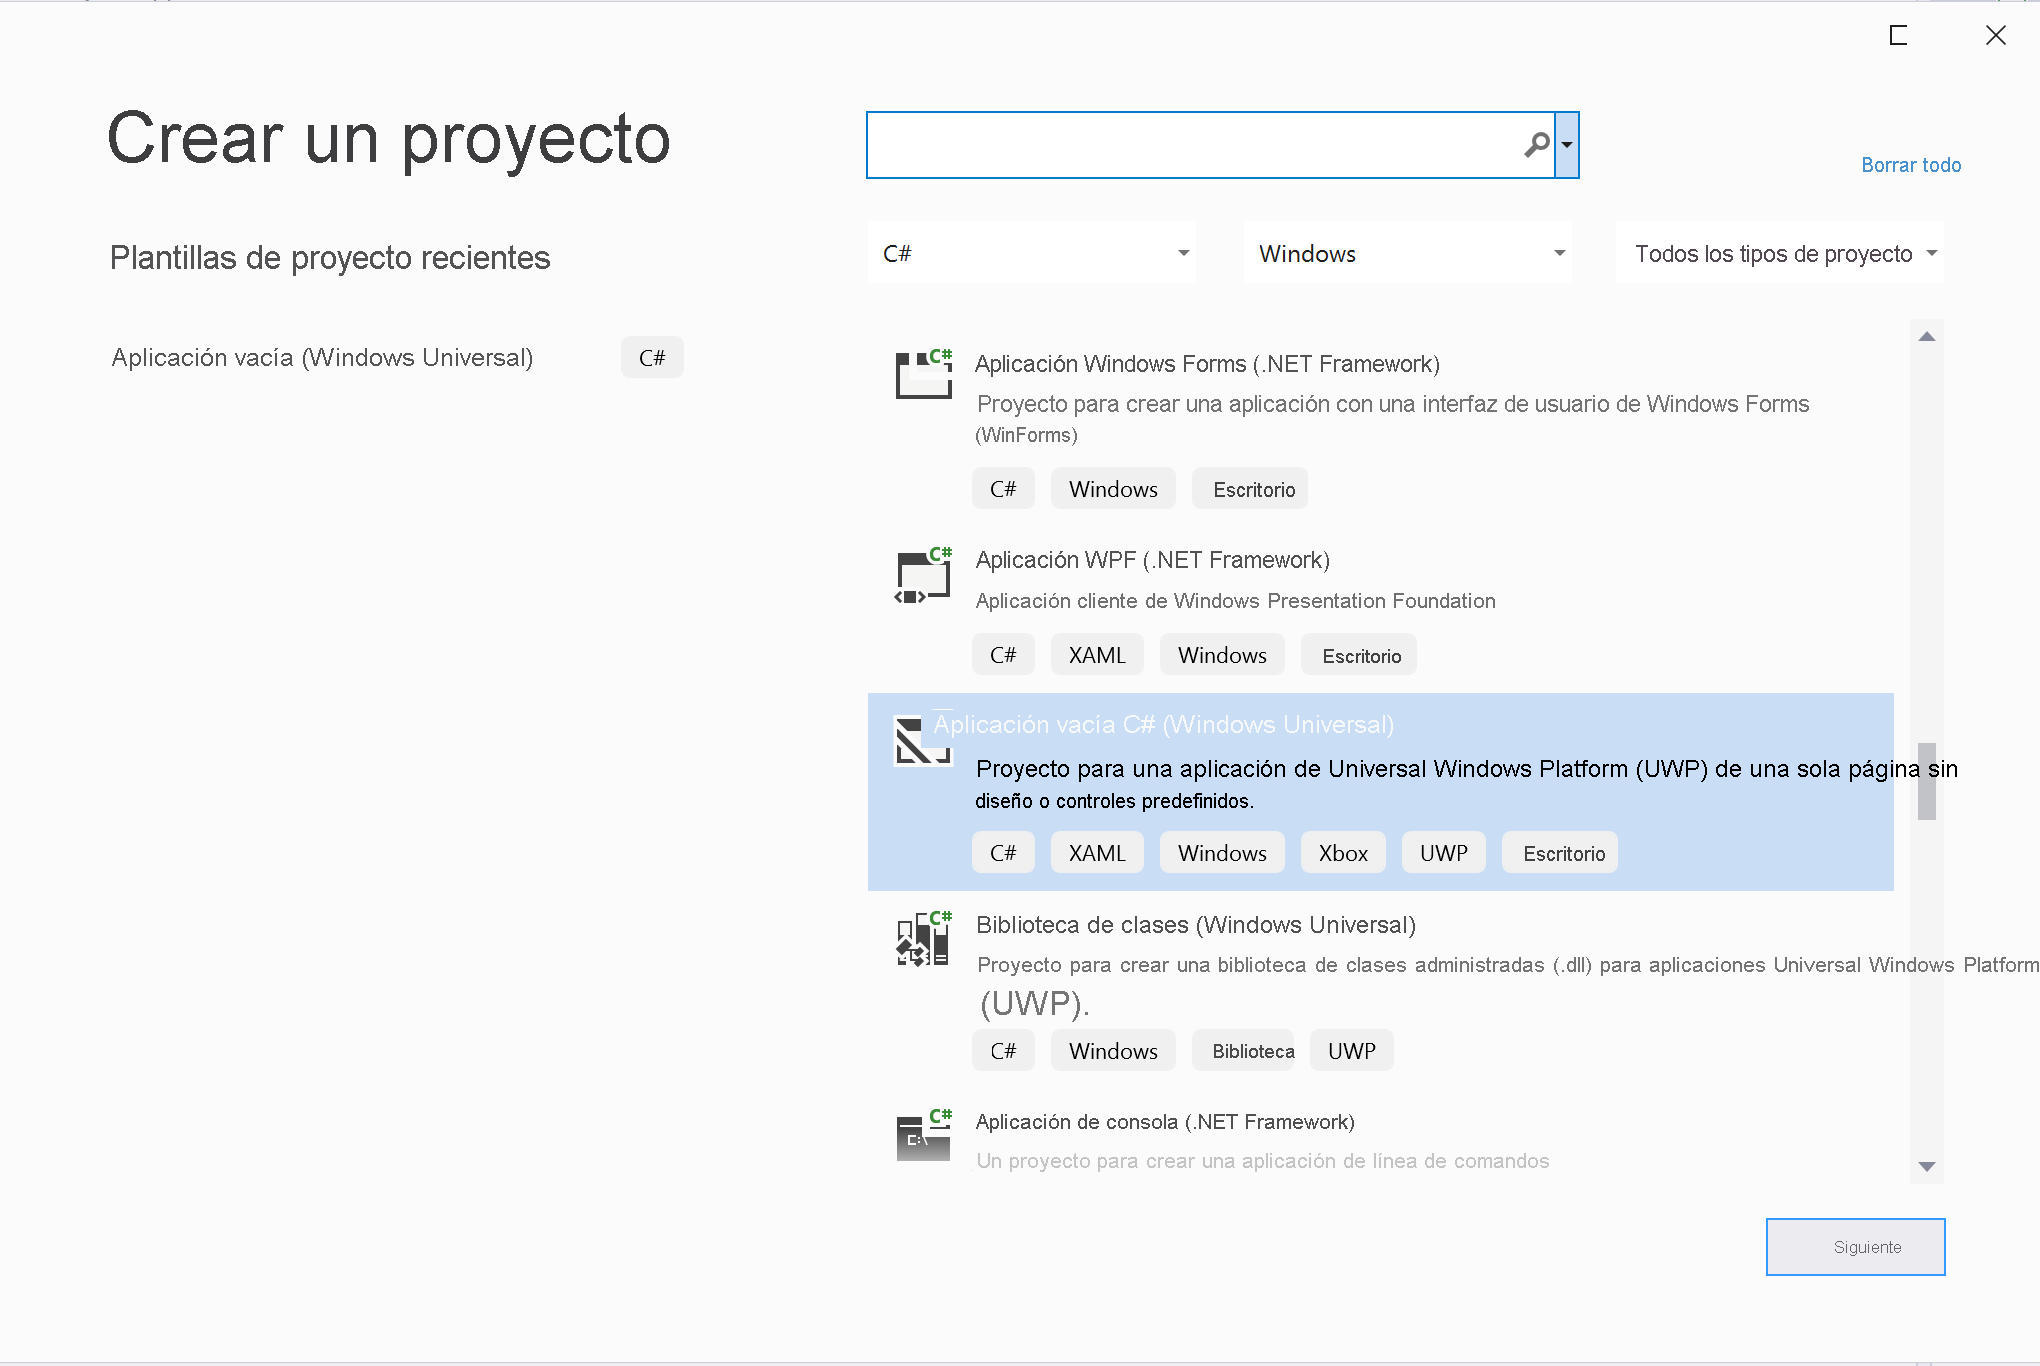 Crear un proyecto
Borrar todo
Plantillas de proyecto recientes
C#
Windows
Todos los tipos de proyecto
Aplicación vacía (Windows Universal)
C#
C#
Aplicación Windows Forms (.NET Framework)
Proyecto para crear una aplicación con una interfaz de usuario de Windows Forms
(WinForms)
C#
Windows
Escritorio
C#
Aplicación WPF (.NET Framework)
Aplicación cliente de Windows Presentation Foundation
C#
XAML
Windows
Escritorio
Aplicación vacía C# (Windows Universal)
Proyecto para una aplicación de Universal Windows Platform (UWP) de una sola página sin
diseño o controles predefinidos.
C#
XAML
Windows
Xbox
UWP
Escritorio
C#
Biblioteca de clases (Windows Universal)
Proyecto para crear una biblioteca de clases administradas (.dll) para aplicaciones Universal Windows Platform
(UWP).
C#
Windows
Biblioteca
UWP
C#
C:\
Aplicación de consola (.NET Framework)
Un proyecto para crear una aplicación de línea de comandos
Siguiente